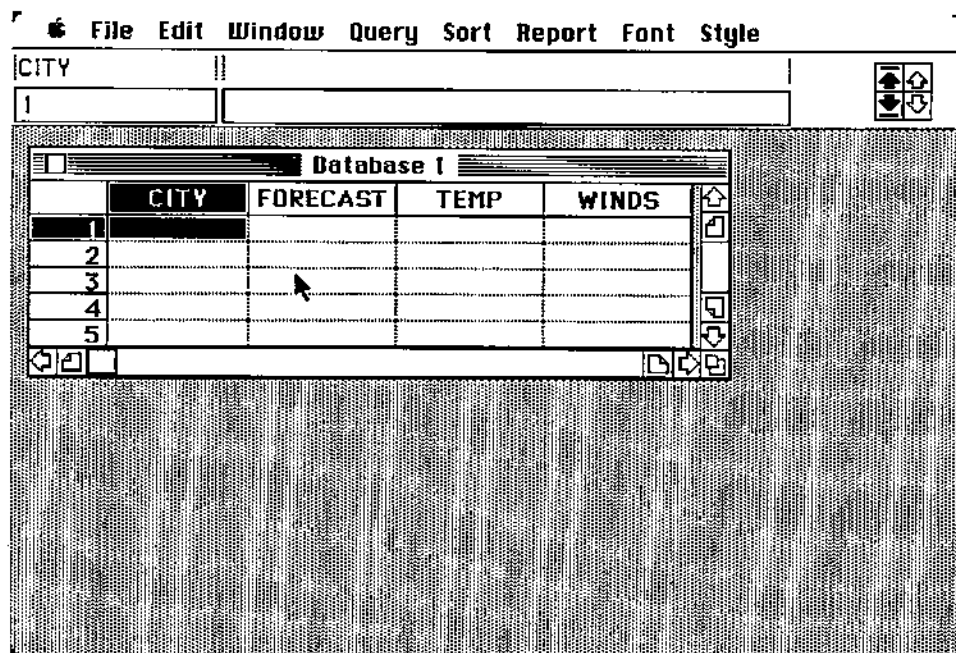 File Edit Window Query Sort Report Font Style
CITY
1
Database 1
CITY FORECAST TEMP WINDS
1
2
3
4
5